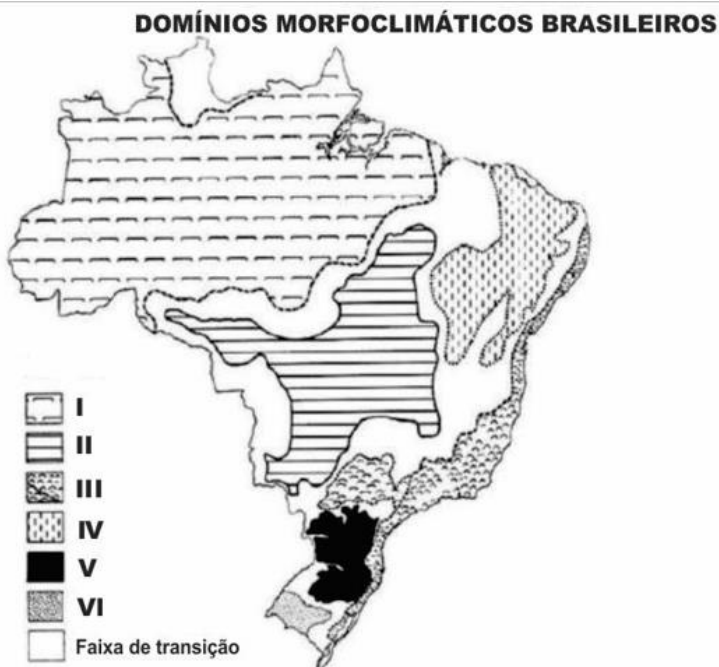 DOMÍNIOS MORFOCLIMÁTICOS BRASILEIROS
I
II
III
IV
V
VI
Faixa de transição